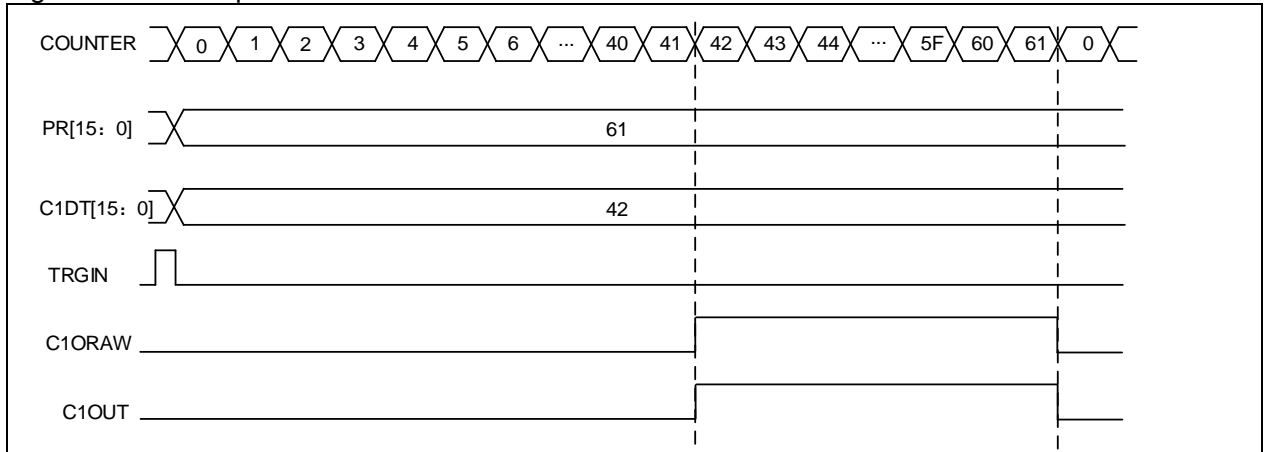 COUNTER 0 1 2 3 4 5 6 ... 40 41 42 43 44 ... 5F 60 61 0
PR[15：0] 61
C1DT[15：0] 42
TRGIN
C1ORAW
C1OUT